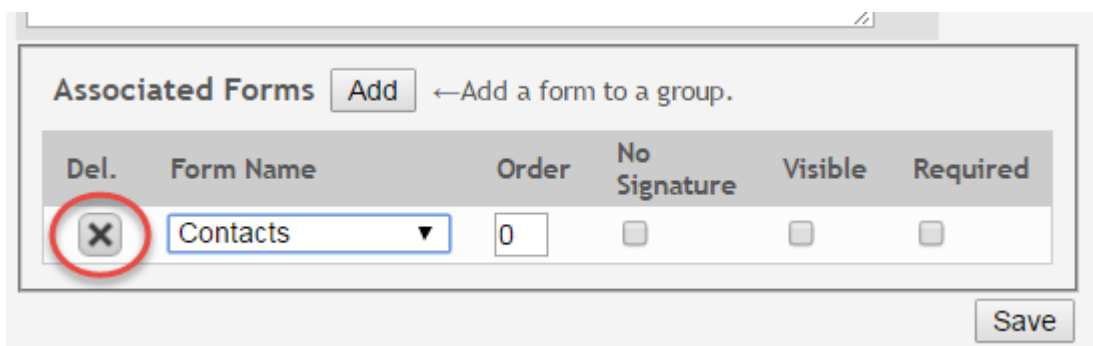 Associated Forms Add ←Add a form to a group.
Del. Form Name Order No Signature Visible Required
Contacts 0
Save